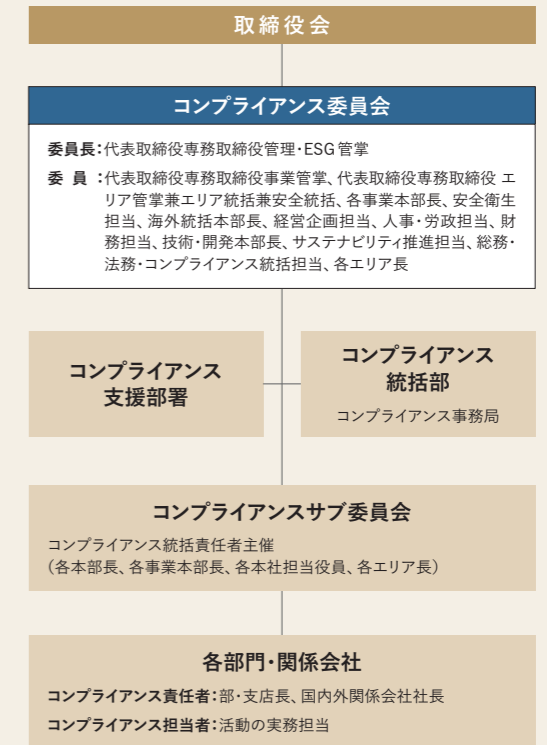 取締役会
コンプライアンス委員会
委員長:代表取締役専務取締役管理・ESG管掌
委 員 :代表取締役専務取締役事業管掌、代表取締役専務取締役 エ
リア管掌兼エリア統括兼安全統括、各事業本部長、安全衛生
担当、海外統括本部長、経営企画担当、人事・労政担当、財
務担当、技術・開発本部長、サステナビリティ推進担当、総務・
法務・コンプライアンス統括担当、各エリア長
コンプライアンス
支援部署
コンプライアンス
統括部
コンプライアンス事務局
コンプライアンスサブ委員会
コンプライアンス統括責任者主催
(各本部長、各事業本部長、各本社担当役員、各エリア長)
各部門・関係会社
コンプライアンス責任者:部・支店長、国内外関係会社社長
コンプライアンス担当者:活動の実務担当